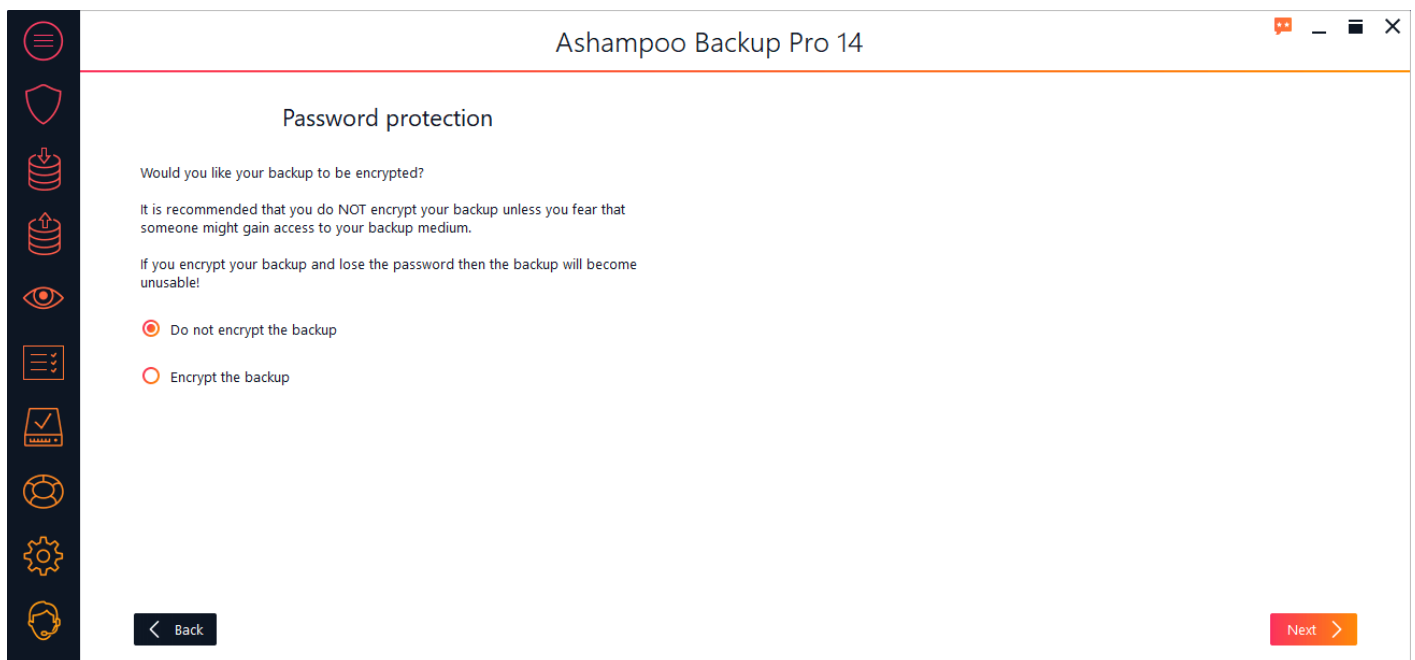 Ashampoo Backup Pro 14
Password protection
Would you like your backup to be encrypted?
It is recommended that you do NOT encrypt your backup unless you fear that
someone might gain access to your backup medium.
If you encrypt your backup and lose the password then the backup will become
unusable!
Do not encrypt the backup
Encrypt the backup
Back
Next